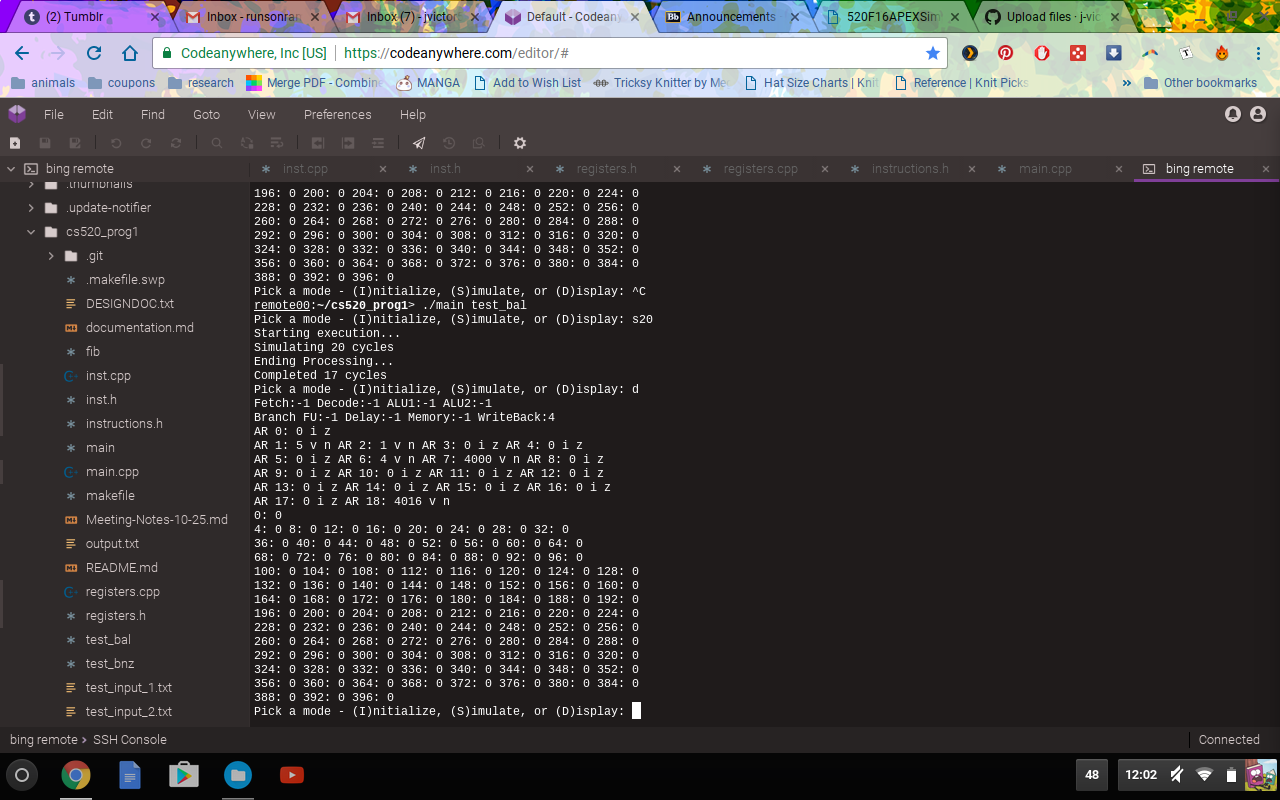 (2) Tumblr
Inbox - runsonran
Inbox (7) - jvictor
Default - Codeany
Bb Announcements
520F16APEXSim
Upload files · j-vic
Codeanywhere, Inc [US] https://codeanywhere.com/editor/#
animals coupons research Merge PDF - Combin MANGA Add to Wish List Tricksy Knitter by Me Hat Size Charts | Knit Reference | Knit Picks » Other bookmarks
File Edit Find Goto View Preferences Help
bing remote
inst.cpp inst.h registers.h registers.cpp instructions.h main.cpp bing remote
.thumbnails
.update-notifier
cs520_prog1
.git
.makefile.swp
DESIGNDOC.txt
documentation.md
fib
inst.cpp
inst.h
instructions.h
main
main.cpp
makefile
Meeting-Notes-10-25.md
output.txt
README.md
registers.cpp
registers.h
test_bal
test_bnz
test_input_1.txt
test_input_2.txt
196: 0 200: 0 204: 0 208: 0 212: 0 216: 0 220: 0 224: 0
228: 0 232: 0 236: 0 240: 0 244: 0 248: 0 252: 0 256: 0
260: 0 264: 0 268: 0 272: 0 276: 0 280: 0 284: 0 288: 0
292: 0 296: 0 300: 0 304: 0 308: 0 312: 0 316: 0 320: 0
324: 0 328: 0 332: 0 336: 0 340: 0 344: 0 348: 0 352: 0
356: 0 360: 0 364: 0 368: 0 372: 0 376: 0 380: 0 384: 0
388: 0 392: 0 396: 0
Pick a mode - (I)nitialize, (S)imulate, or (D)isplay: ^C
remote00:~/cs520_prog1> ./main test_bal
Pick a mode - (I)nitialize, (S)imulate, or (D)isplay: s20
Starting execution...
Simulating 20 cycles
Ending Processing...
Completed 17 cycles
Pick a mode - (I)nitialize, (S)imulate, or (D)isplay: d
Fetch:-1 Decode:-1 ALU1:-1 ALU2:-1
Branch FU:-1 Delay:-1 Memory:-1 WriteBack:4
AR 0: 0 i z
AR 1: 5 v n AR 2: 1 v n AR 3: 0 i z AR 4: 0 i z
AR 5: 0 i z AR 6: 4 v n AR 7: 4000 v n AR 8: 0 i z
AR 9: 0 i z AR 10: 0 i z AR 11: 0 i z AR 12: 0 i z
AR 13: 0 i z AR 14: 0 i z AR 15: 0 i z AR 16: 0 i z
AR 17: 0 i z AR 18: 4016 v n
0: 0
4: 0 8: 0 12: 0 16: 0 20: 0 24: 0 28: 0 32: 0
36: 0 40: 0 44: 0 48: 0 52: 0 56: 0 60: 0 64: 0
68: 0 72: 0 76: 0 80: 0 84: 0 88: 0 92: 0 96: 0
100: 0 104: 0 108: 0 112: 0 116: 0 120: 0 124: 0 128: 0
132: 0 136: 0 140: 0 144: 0 148: 0 152: 0 156: 0 160: 0
164: 0 168: 0 172: 0 176: 0 180: 0 184: 0 188: 0 192: 0
196: 0 200: 0 204: 0 208: 0 212: 0 216: 0 220: 0 224: 0
228: 0 232: 0 236: 0 240: 0 244: 0 248: 0 252: 0 256: 0
260: 0 264: 0 268: 0 272: 0 276: 0 280: 0 284: 0 288: 0
292: 0 296: 0 300: 0 304: 0 308: 0 312: 0 316: 0 320: 0
324: 0 328: 0 332: 0 336: 0 340: 0 344: 0 348: 0 352: 0
356: 0 360: 0 364: 0 368: 0 372: 0 376: 0 380: 0 384: 0
388: 0 392: 0 396: 0
Pick a mode - (I)nitialize, (S)imulate, or (D)isplay:
bing remote › SSH Console
Connected
48 12:02